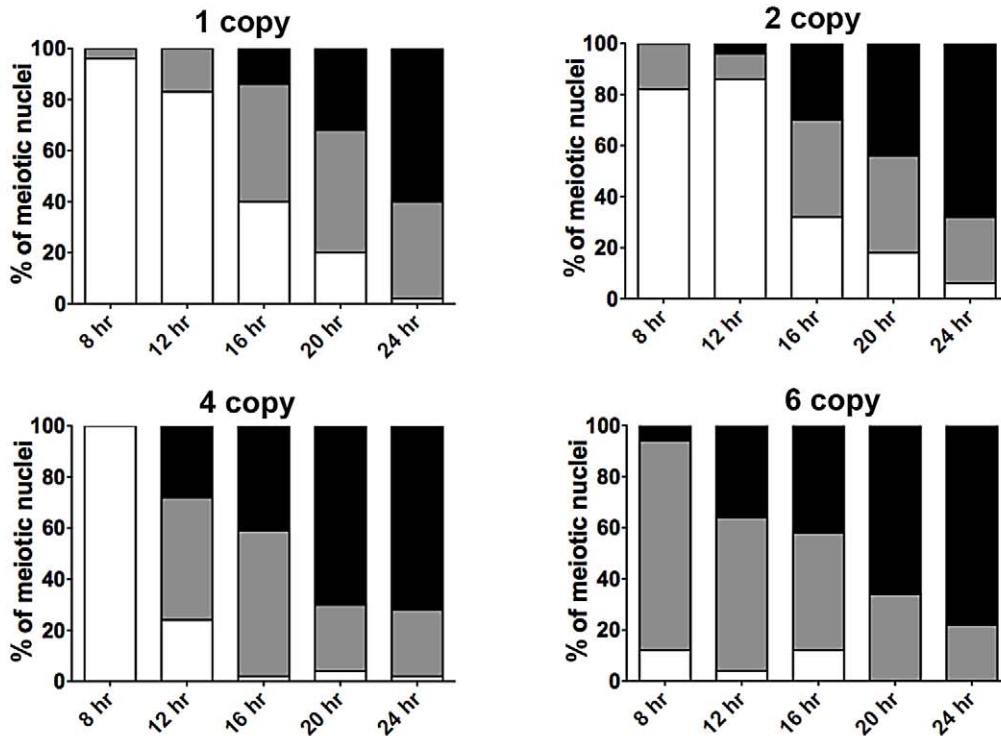 1 copy
% of meiotic nuclei
100
80
60
40
20
0
8 hr
12 hr
16 hr
20 hr
24 hr
2 copy
% of meiotic nuclei
100
80
60
40
20
0
8 hr
12 hr
16 hr
20 hr
24 hr
4 copy
% of meiotic nuclei
100
80
60
40
20
0
8 hr
12 hr
16 hr
20 hr
24 hr
6 copy
% of meiotic nuclei
100
80
60
40
20
0
8 hr
12 hr
16 hr
20 hr
24 hr